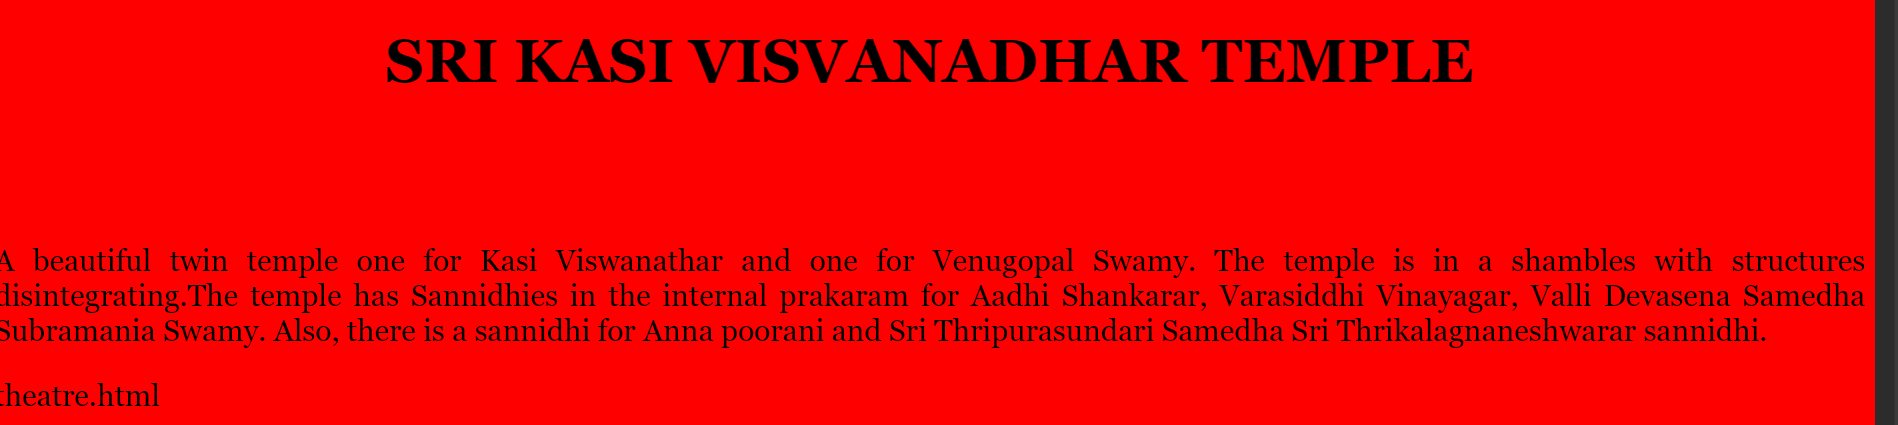 SRI KASI VISVANADHAR TEMPLE
A beautiful twin temple one for Kasi Viswanathar and one for Venugopal Swamy. The temple is in a shambles with structures
disintegrating.The temple has Sannidhies in the internal prakaram for Aadhi Shankarar, Varasiddhi Vinayagar, Valli Devasena Samedha
Subramania Swamy. Also, there is a sannidhi for Anna poorani and Sri Thripurasundari Samedha Sri Thrikalagnaneshwarar sannidhi.
theatre.html